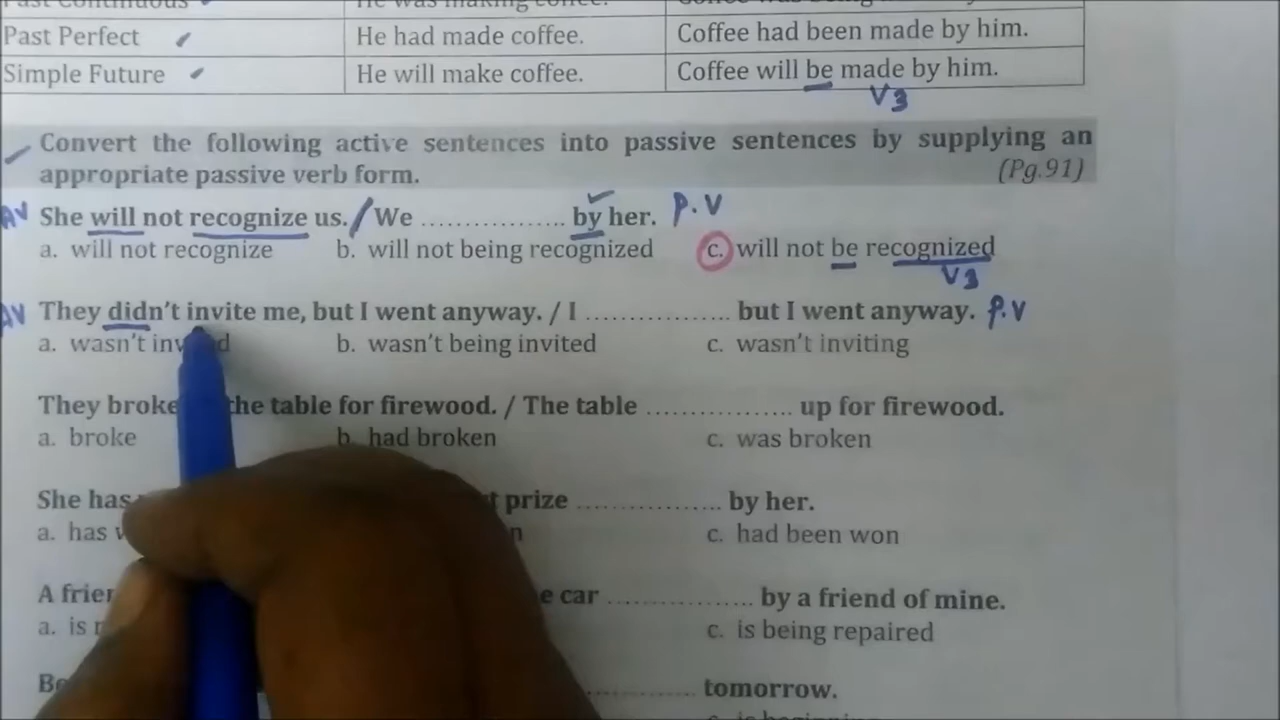 Past Continuous He was making coffee.
Past Perfect He had made coffee. Coffee had been made by him.
Simple Future He will make coffee. Coffee will be made by him.
V3
Convert the following active sentences into passive sentences by supplying an
appropriate passive verb form. (Pg.91)
AV She will not recognize us. / We ................ by her. P.V
a. will not recognize b. will not being recognized c. will not be recognized
V3
AV They didn't invite me, but I went anyway. / I ................ but I went anyway. P.V
a. wasn't b. wasn't being invited c. wasn't inviting
They broke the table for firewood. / The table ................ up for firewood.
a. broke b. had broken c. was broken
She has prize ................ by her.
a. has c. had been won
A car ................ by a friend of mine.
a. is c. is being repaired
tomorrow.